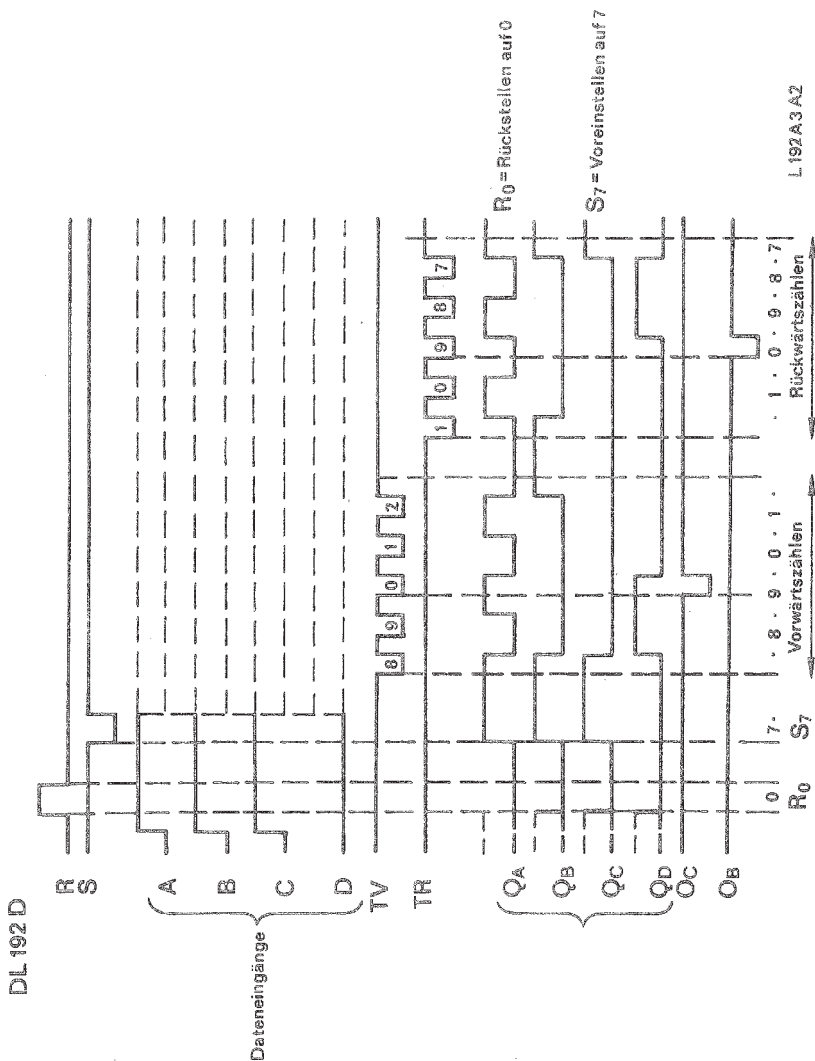 DL 192 D
R
S
A
B
C
D
Dateneingänge
TV
8 9 0 1 2
TR
1 0 9 8 7
QA
QB
QC
QD
OC
OB
R0 = Rückstellen auf 0
S7 = Voreinstellen auf 7
0 7 · · 8 · 9 · 0 · 1 · · 1 · 0 · 9 · 8 · 7
R0 S7 Vorwärtszählen Rückwärtszählen
L 192 A3 A2